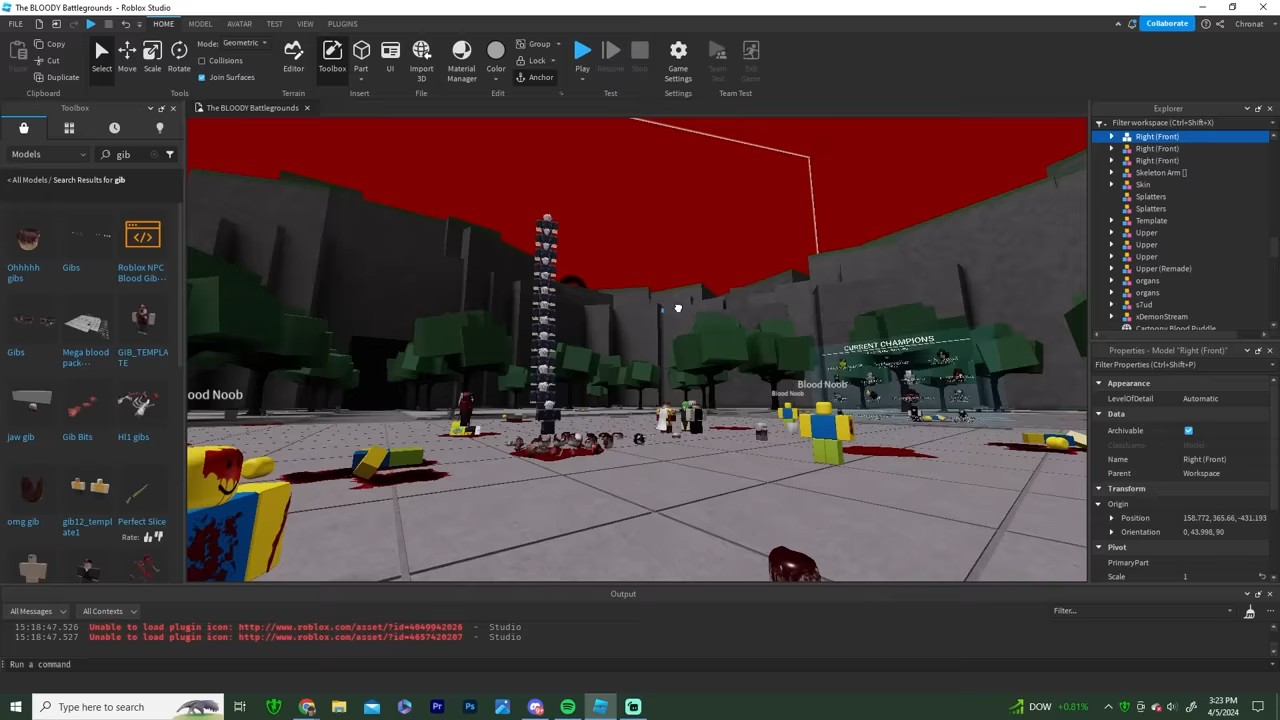 The BLOODY Battlegrounds - Roblox Studio
FILE HOME MODEL AVATAR TEST VIEW PLUGINS Collaborate Chronat
Copy
Cut
Duplicate
Clipboard
Select Move Scale Rotate
Mode: Geometric
Collisions
Join Surfaces
Tools
Editor
Terrain
Toolbox Part UI
Insert
Import 3D
File
Material Manager Color
Group
Lock
Anchor
Edit
Play Resume Stop
Test
Game Settings
Settings
Team Test Exit Game
Team Test
Toolbox
The BLOODY Battlegrounds
Models gib
< All Models / Search Results for gib
Ohhhhh gibs
Gibs
Roblox NPC Blood Gib···
Gibs
Mega blood pack···
GIB_TEMPLATE
jaw gib
Gib Bits
Hl1 gibs
omg gib
gib12_template1
Perfect Slice
Rate:
CURRENT CHAMPIONS
Blood Noob
Blood Noob
ood Noob
Explorer
Filter workspace (Ctrl+Shift+X)
Right (Front)
Right (Front)
Right (Front)
Skeleton Arm []
Skin
Splatters
Splatters
Template
Upper
Upper
Upper
Upper (Remade)
organs
organs
s7ud
xDemonStream
Cartoony Blood Puddle
Properties - Model "Right (Front)"
Filter Properties (Ctrl+Shift+P)
Appearance
LevelOfDetail Automatic
Data
Archivable
ClassName Model
Name Right (Front)
Parent Workspace
Transform
Origin
Position 158.772, 365.66, -431.193
Orientation 0, 43.998, 90
Pivot
PrimaryPart
Scale 1
Output
All Messages All Contexts Filter...
15:18:47.526 Unable to load plugin icon: http://www.roblox.com/asset/?id=4049942026 - Studio
15:18:47.527 Unable to load plugin icon: http://www.roblox.com/asset/?id=4657420207 - Studio
Run a command
Type here to search
DOW +0.81%
3:23 PM
4/5/2024